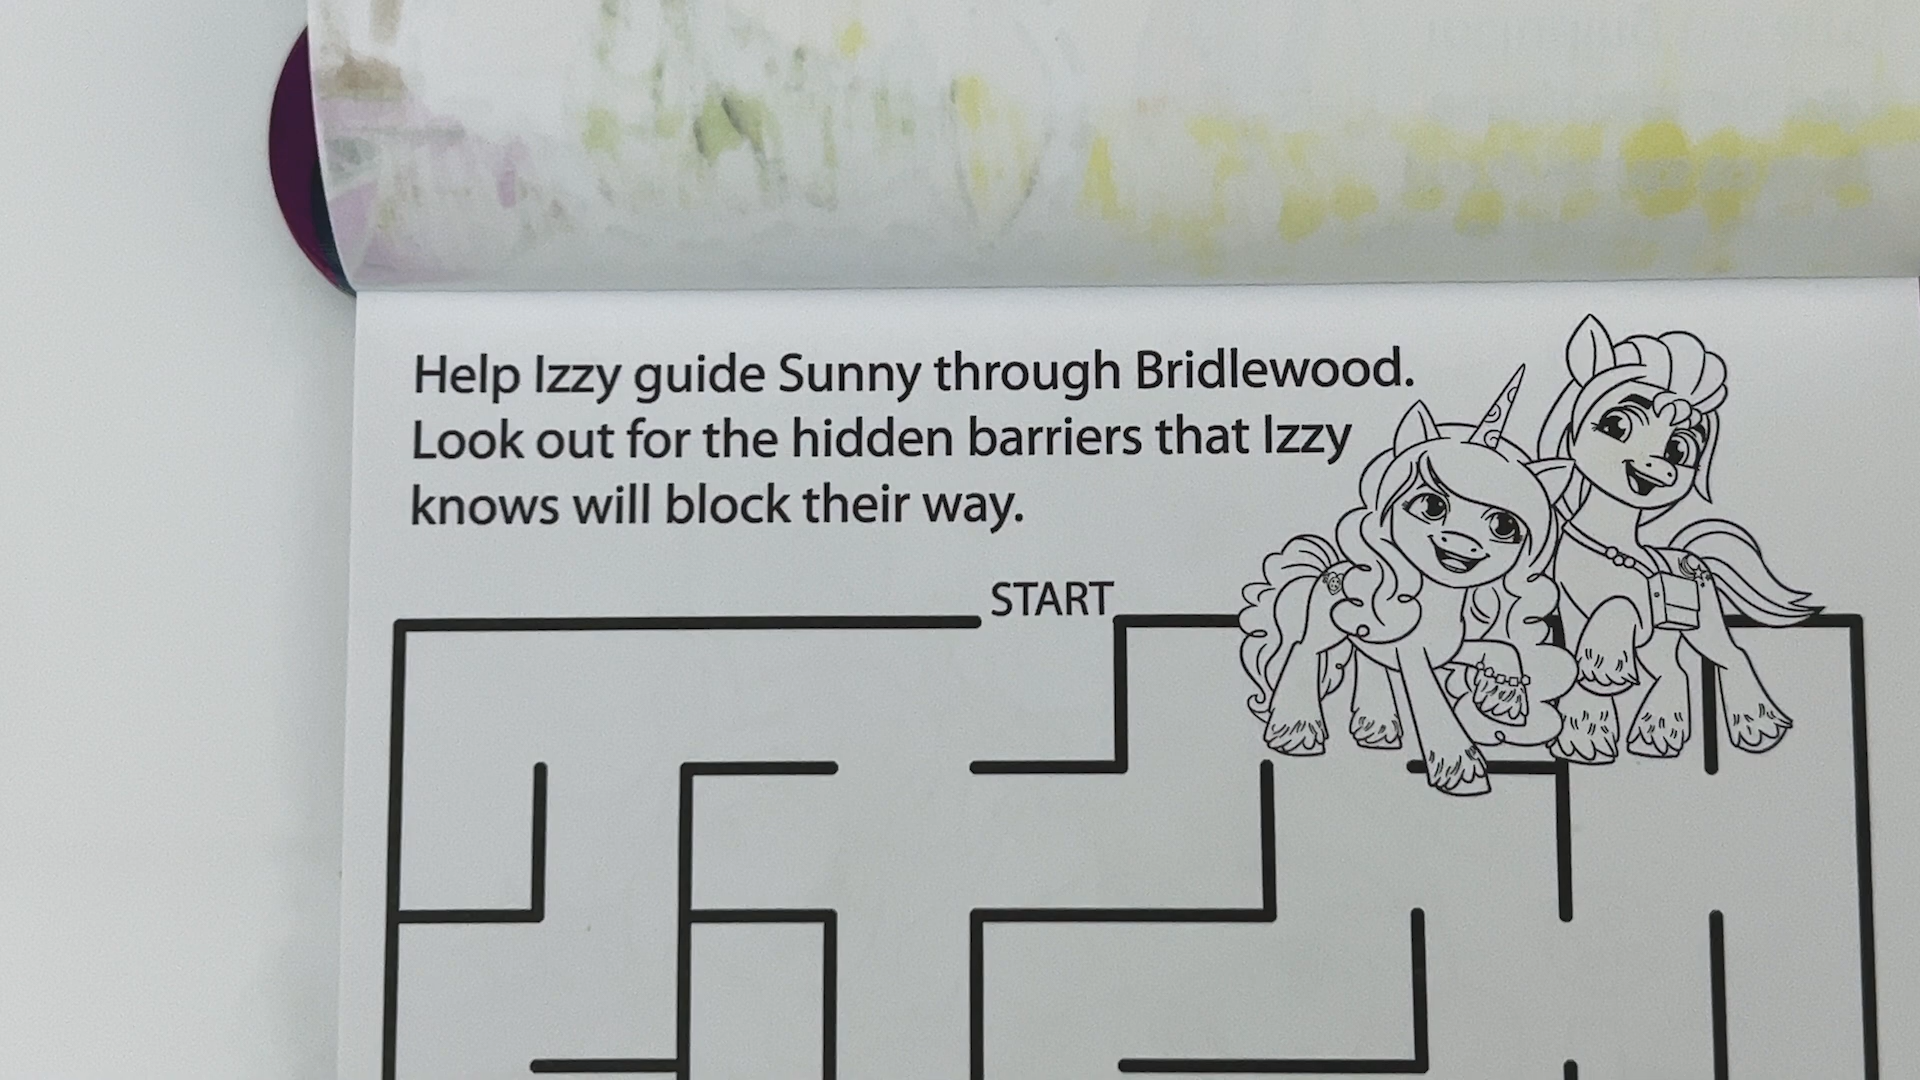 Help Izzy guide Sunny through Bridlewood.
Look out for the hidden barriers that Izzy
knows will block their way.
START